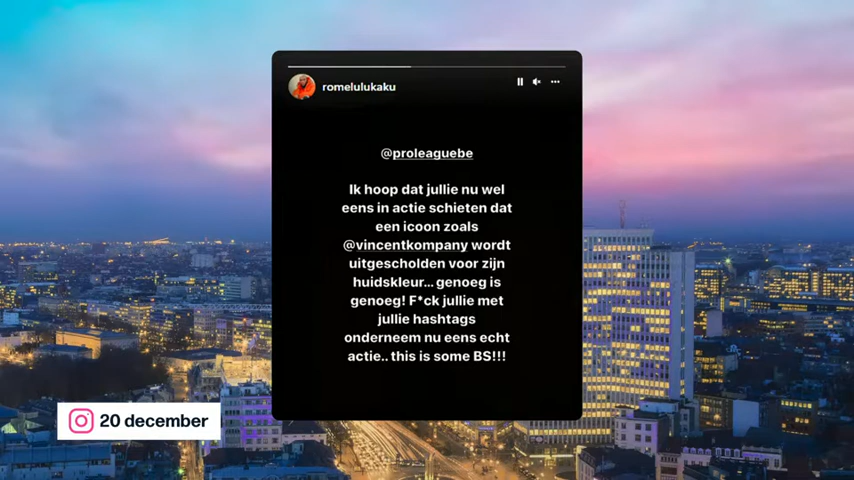 romelulukaku
@proleaguebe
Ik hoop dat jullie nu wel
eens in actie schieten dat
een icoon zoals
@vincentkompany wordt
uitgescholden voor zijn
huidskleur... genoeg is
genoeg! F*ck jullie met
jullie hashtags
onderneem nu eens echt
actie.. this is some BS!!!
20 december